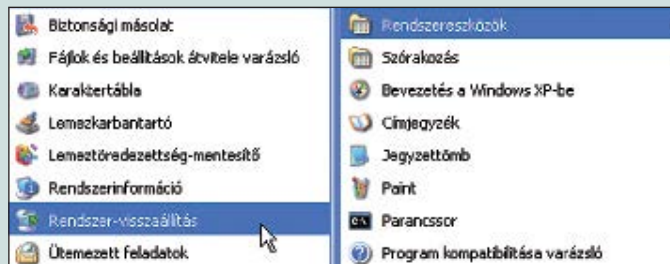 Biztonsági másolat
Fájlok és beállítások átvitele varázsló
Karaktertábla
Lemezkarbantartó
Lemeztöredezettség-mentesítő
Rendszerinformáció
Rendszer-visszaállítás
Ütemezett feladatok
Rendszereszközök
Szórakozás
Bevezetés a Windows XP-be
Címjegyzék
Jegyzettömb
Paint
Parancssor
Program kompatibilitása varázsló